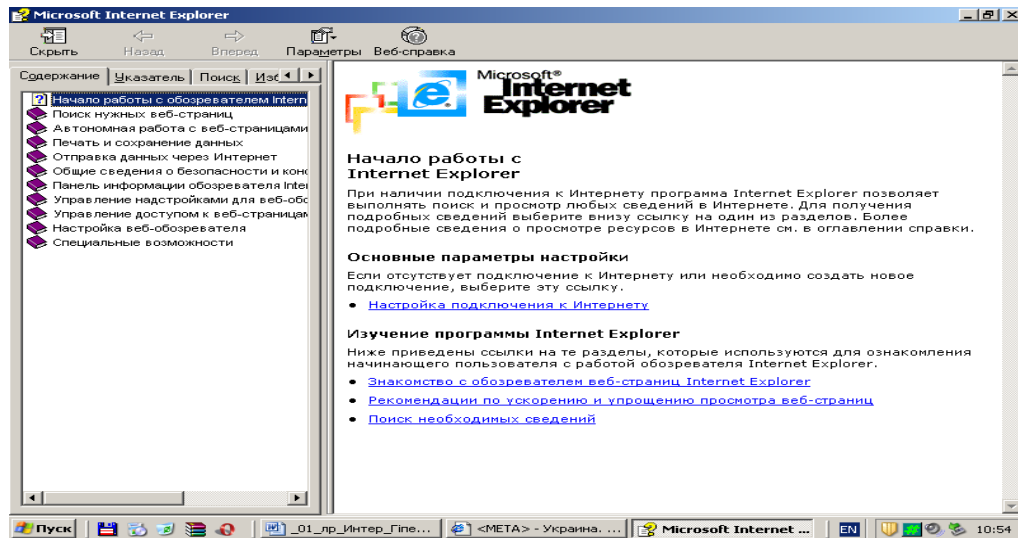 Microsoft Internet Explorer
Скрыть Назад Вперед Параметры Веб-справка
Содержание Указатель Поиск Изб
Начало работы с обозревателем Intern
Поиск нужных веб-страниц
Автономная работа с веб-страницами
Печать и сохранение данных
Отправка данных через Интернет
Общие сведения о безопасности и конф
Панель информации обозревателя Inter
Управление надстройками для веб-обо
Управление доступом к веб-страницам
Настройка веб-обозревателя
Специальные возможности
Microsoft®
Internet
Explorer
Начало работы с
Internet Explorer
При наличии подключения к Интернету программа Internet Explorer позволяет
выполнять поиск и просмотр любых сведений в Интернете. Для получения
подробных сведений выберите внизу ссылку на один из разделов. Более
подробные сведения о просмотре ресурсов в Интернете см. в оглавлении справки.
Основные параметры настройки
Если отсутствует подключение к Интернету или необходимо создать новое
подключение, выберите эту ссылку.
• Настройка подключения к Интернету
Изучение программы Internet Explorer
Ниже приведены ссылки на те разделы, которые используются для ознакомления
начинающего пользователя с работой обозревателя Internet Explorer.
• Знакомство с обозревателем веб-страниц Internet Explorer
• Рекомендации по ускорению и упрощению просмотра веб-страниц
• Поиск необходимых сведений
Пуск _01_лр_Интер_Гіпе... <МЕТА> - Украина. ... Microsoft Internet ... EN 10:54